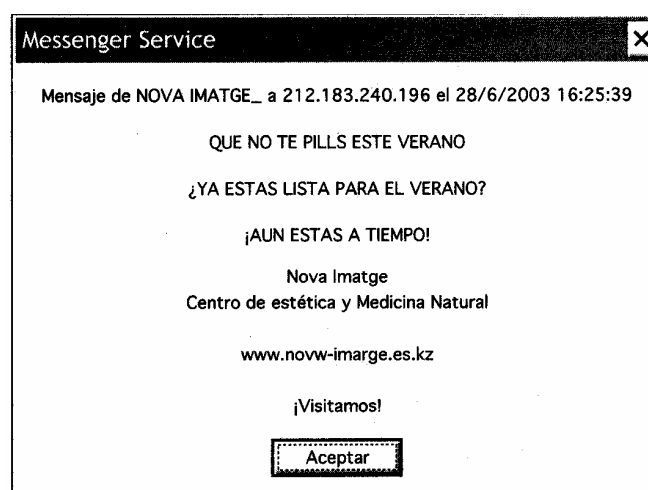 Messenger Service
Mensaje de NOVA IMATGE_ a 212.183.240.196 el 28/6/2003 16:25:39
QUE NO TE PILLS ESTE VERANO
¿YA ESTAS LISTA PARA EL VERANO?
¡AUN ESTAS A TIEMPO!
Nova Imatge
Centro de estética y Medicina Natural
www.novw-imarge.es.kz
¡Visitamos!
Aceptar